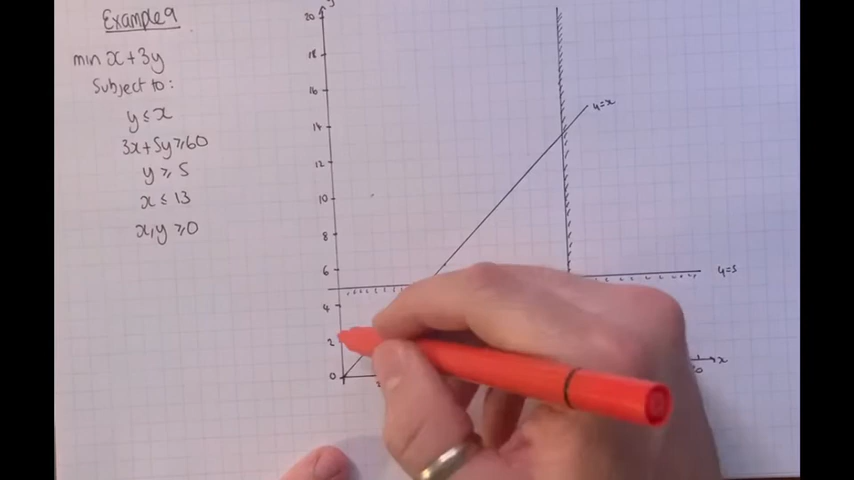 Example 9
min x + 3y
Subject to:
y ≤ x
3x + 5y ≥ 60
y ≥ 5
x ≤ 13
x, y ≥ 0
20
18
16
14
12
10
8
6
4
2
0
y=x
y=5
x